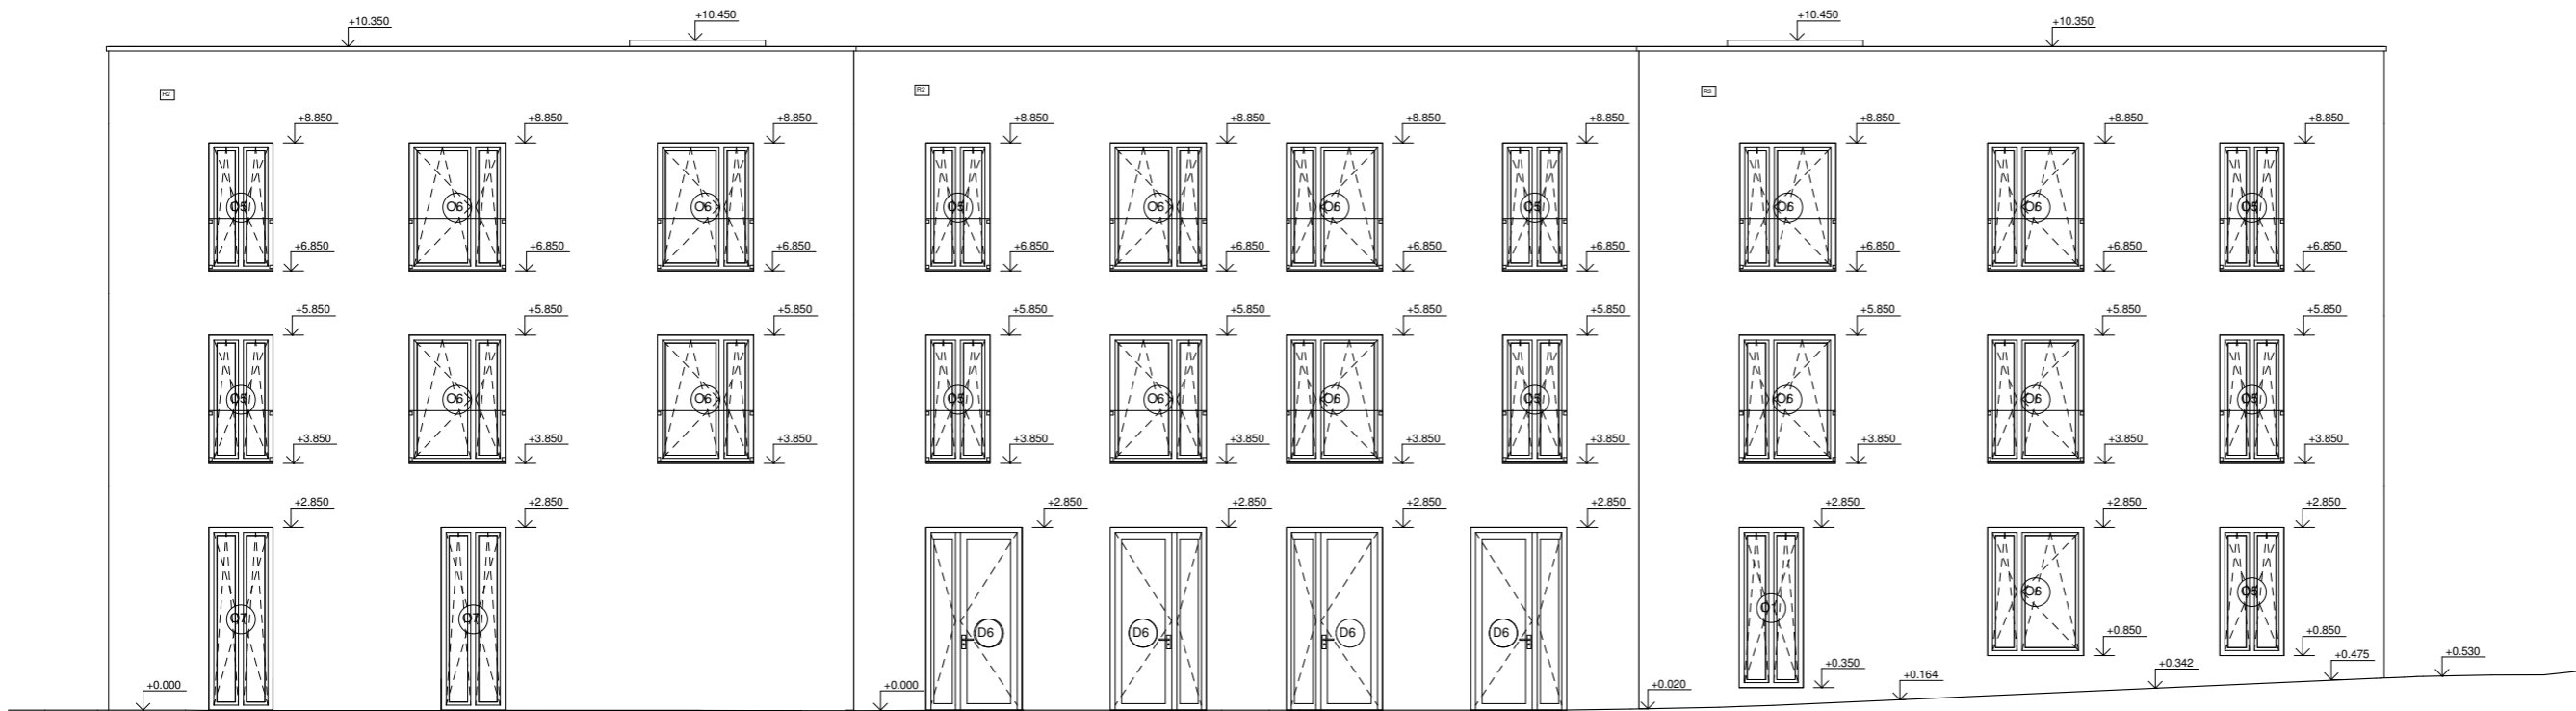 +10.350 +10.450 +10.450 +10.350
R2 R2 R2
+8.850 +8.850 +8.850 +8.850 +8.850 +8.850 +8.850 +8.850 +8.850 +8.850
O5 O6 O6 O5 O6 O6 O5 O6 O6 O5
+6.850 +6.850 +6.850 +6.850 +6.850 +6.850 +6.850 +6.850 +6.850 +6.850
+5.850 +5.850 +5.850 +5.850 +5.850 +5.850 +5.850 +5.850 +5.850 +5.850
O5 O6 O6 O5 O6 O6 O5 O6 O6 O5
+3.850 +3.850 +3.850 +3.850 +3.850 +3.850 +3.850 +3.850 +3.850 +3.850
+2.850 +2.850 +2.850 +2.850 +2.850 +2.850 +2.850 +2.850 +2.850
O7 O7 D6 D6 D6 D6 O1 O6 O5
+0.850 +0.850
+0.000 +0.000 +0.020 +0.350 +0.164 +0.342 +0.475 +0.530